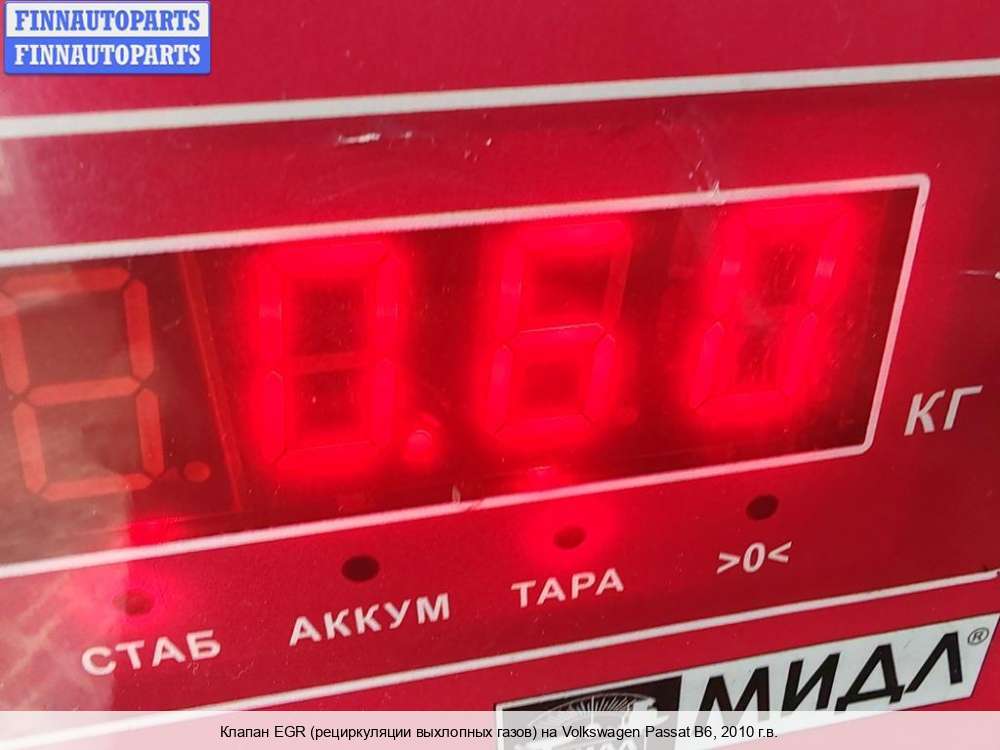 FINNAUTOPARTS
FINNAUTOPARTS
0.60
КГ
СТАБ АККУМ ТАРА >0<
МИДЛ®
Клапан EGR (рециркуляции выхлопных газов) на Volkswagen Passat B6, 2010 г.в.